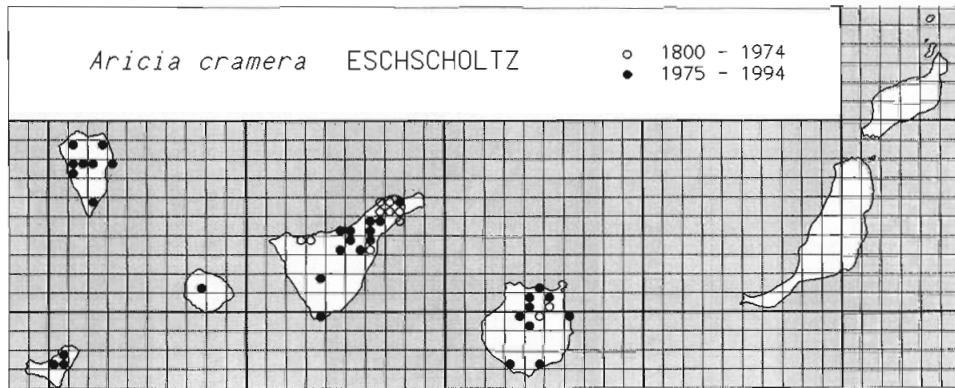 Aricia cramera ESCHSCHOLTZ
○ 1800 - 1974
● 1975 - 1994